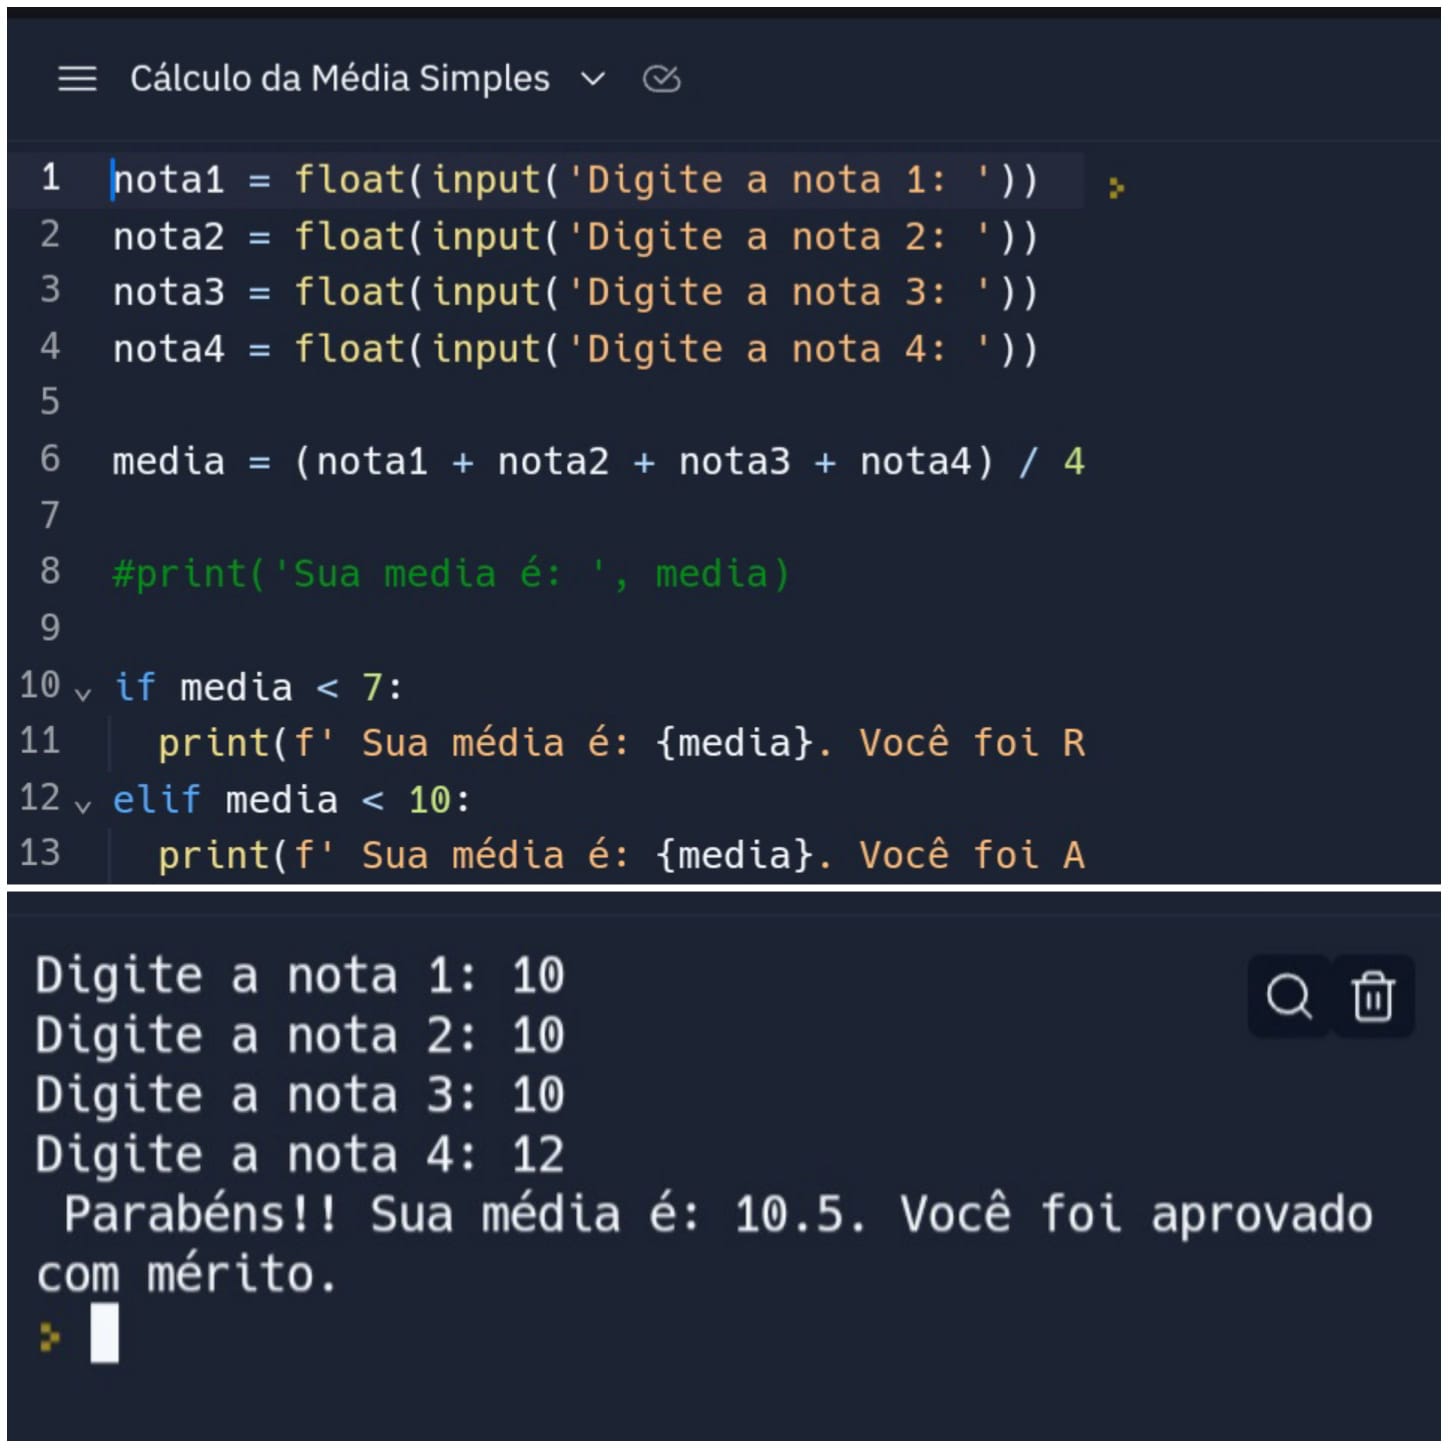 Cálculo da Média Simples
1 nota1 = float(input('Digite a nota 1: '))
2 nota2 = float(input('Digite a nota 2: '))
3 nota3 = float(input('Digite a nota 3: '))
4 nota4 = float(input('Digite a nota 4: '))
5
6 media = (nota1 + nota2 + nota3 + nota4) / 4
7
8 #print('Sua media é: ', media)
9
10 if media < 7:
11 print(f' Sua média é: {media}. Você foi R
12 elif media < 10:
13 print(f' Sua média é: {media}. Você foi A
Digite a nota 1: 10
Digite a nota 2: 10
Digite a nota 3: 10
Digite a nota 4: 12
Parabéns!! Sua média é: 10.5. Você foi aprovado
com mérito.